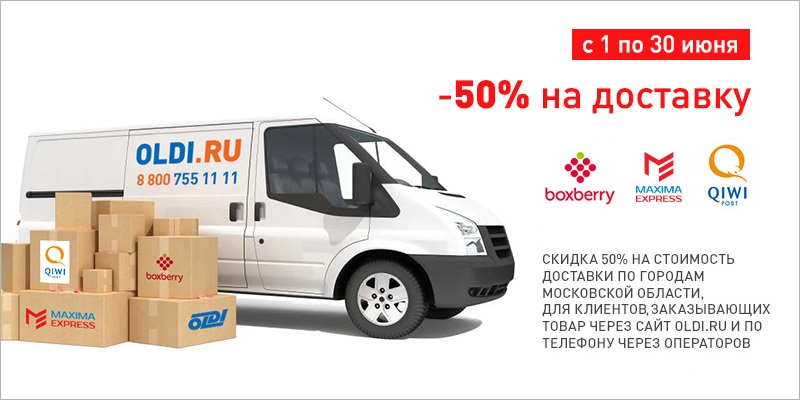 с 1 по 30 июня
-50% на доставку
OLDI.RU
8 800 755 11 11
boxberry
MAXIMA
EXPRESS
QIWI
POST
QIWI
POST
boxberry
MAXIMA
EXPRESS
OLDI
СКИДКА 50% НА СТОИМОСТЬ
ДОСТАВКИ ПО ГОРОДАМ
МОСКОВСКОЙ ОБЛАСТИ,
ДЛЯ КЛИЕНТОВ,ЗАКАЗЫВАЮЩИХ
ТОВАР ЧЕРЕЗ САЙТ OLDI.RU И ПО
ТЕЛЕФОНУ ЧЕРЕЗ ОПЕРАТОРОВ